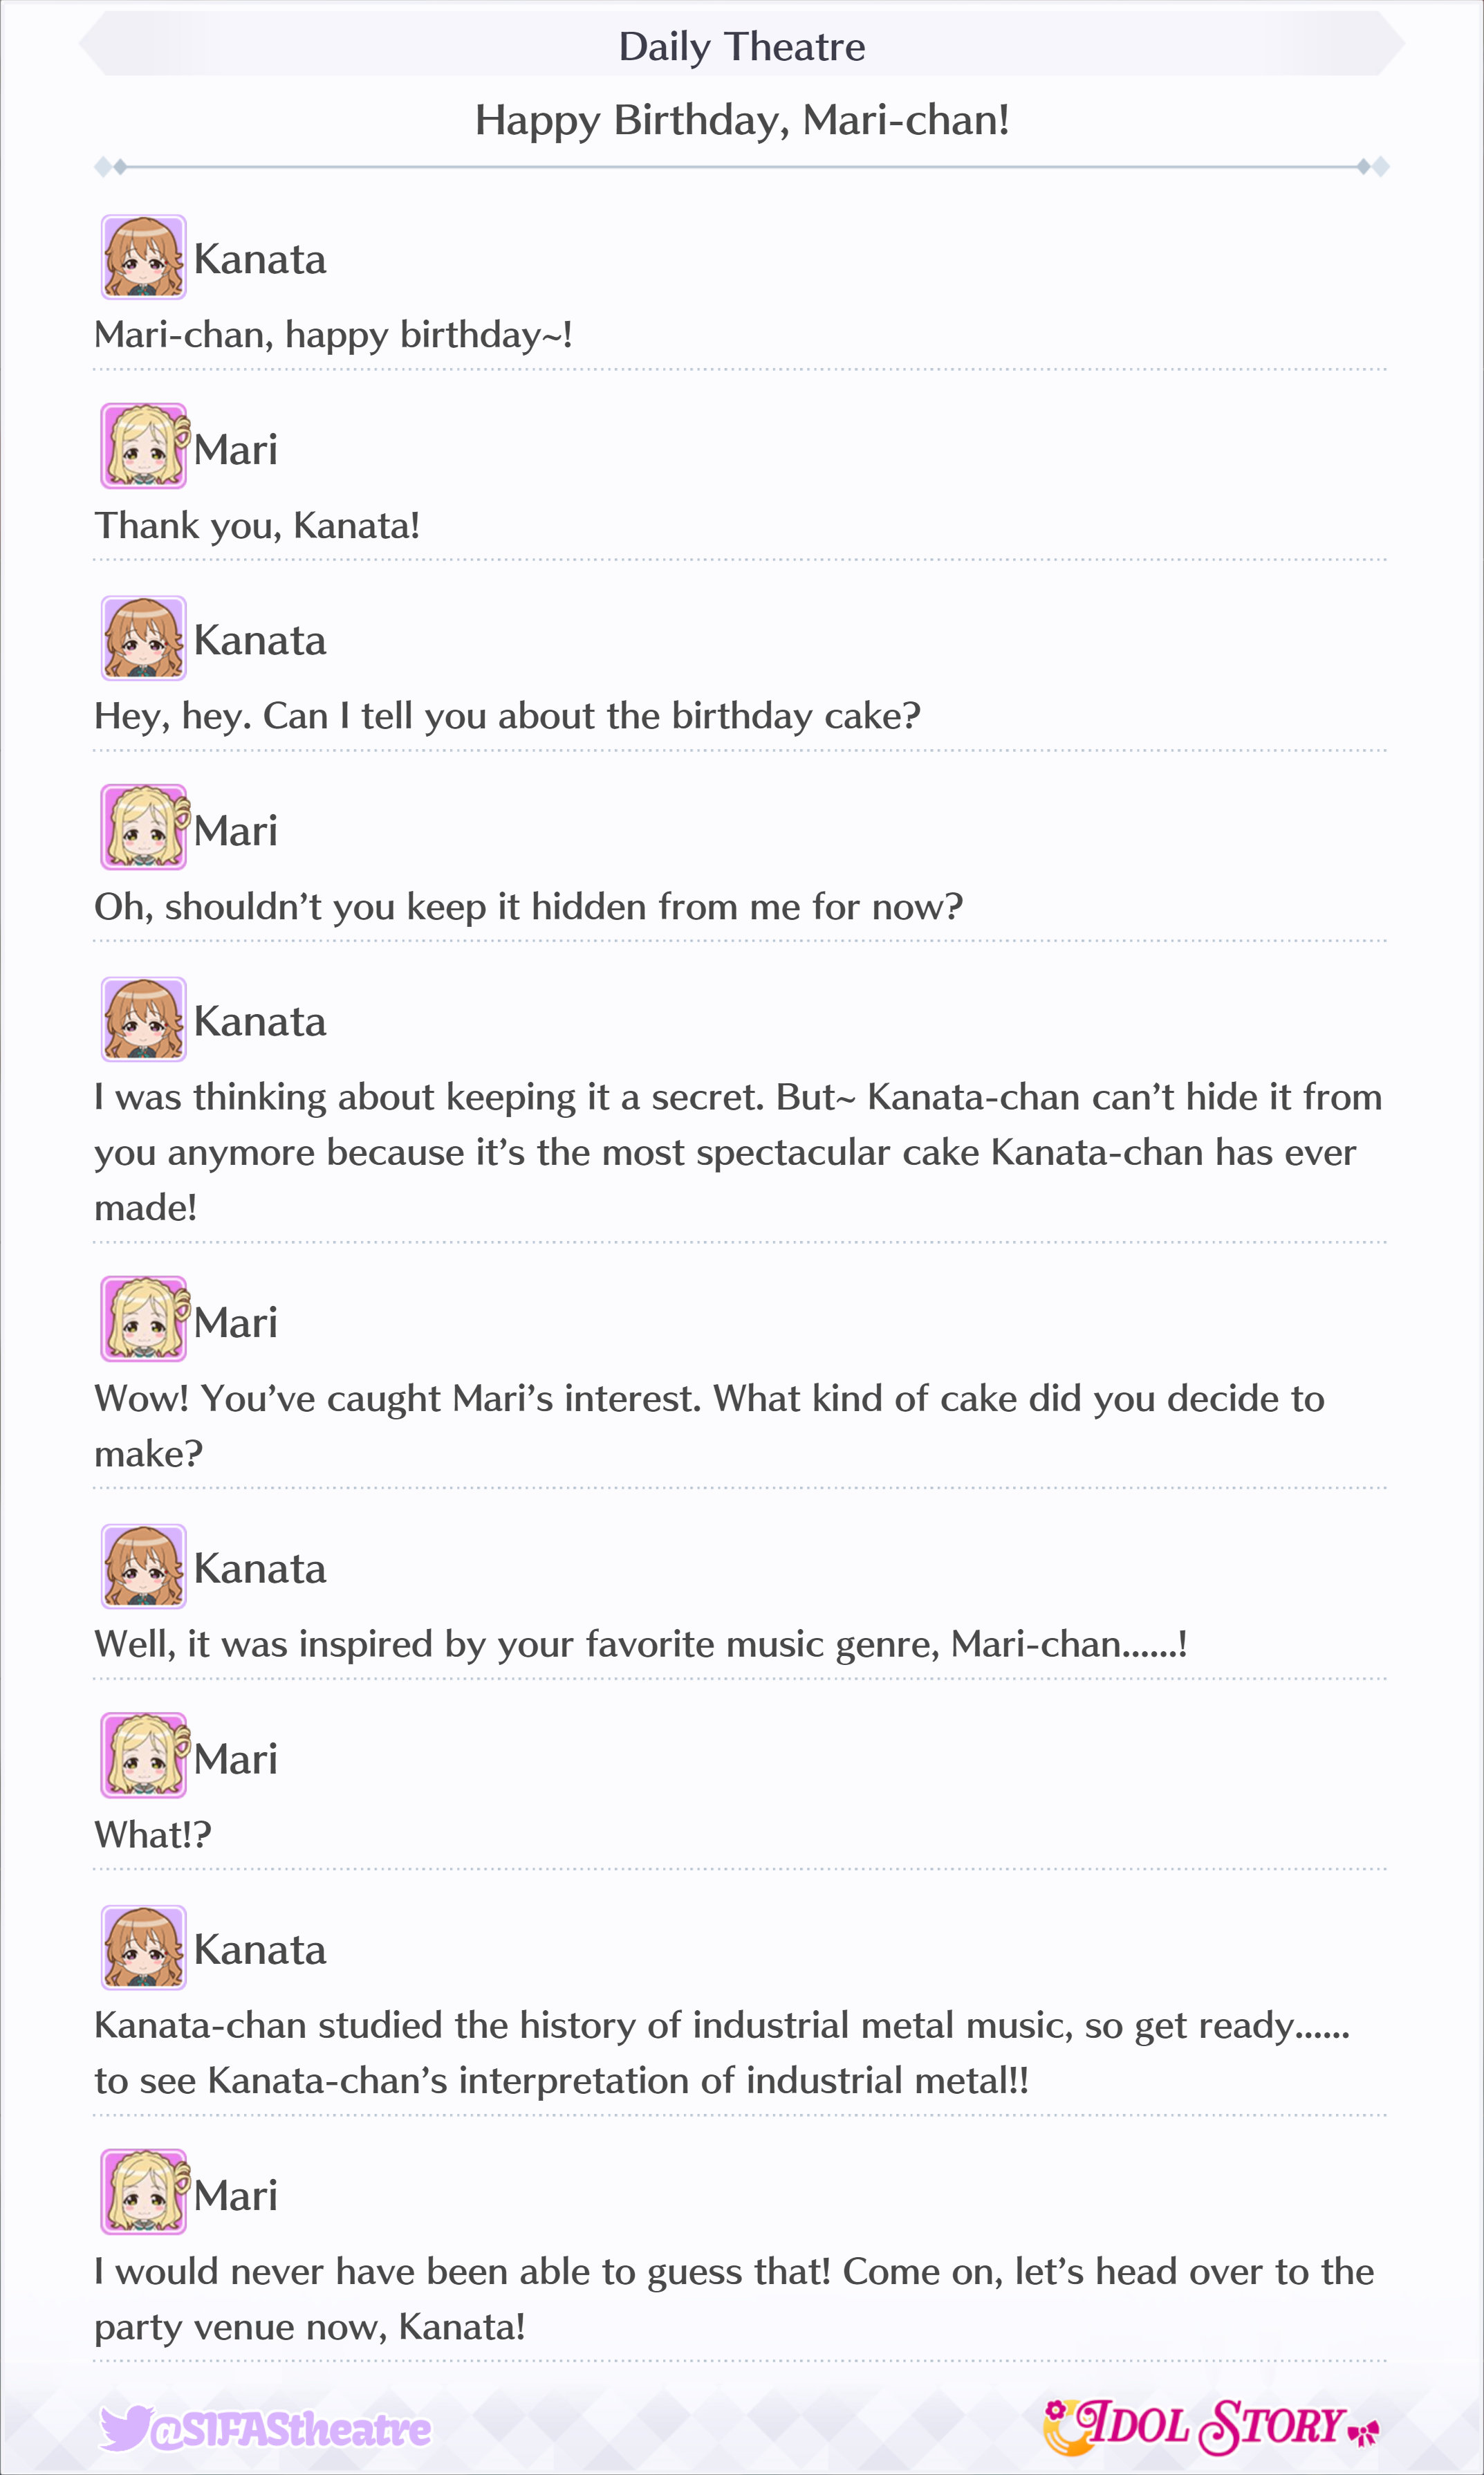 Daily Theatre
Happy Birthday, Mari-chan!
Kanata
Mari-chan, happy birthday~!
Mari
Thank you, Kanata!
Kanata
Hey, hey. Can I tell you about the birthday cake?
Mari
Oh, shouldn’t you keep it hidden from me for now?
Kanata
I was thinking about keeping it a secret. But~ Kanata-chan can’t hide it from
you anymore because it’s the most spectacular cake Kanata-chan has ever
made!
Mari
Wow! You’ve caught Mari’s interest. What kind of cake did you decide to
make?
Kanata
Well, it was inspired by your favorite music genre, Mari-chan......!
Mari
What!?
Kanata
Kanata-chan studied the history of industrial metal music, so get ready......
to see Kanata-chan’s interpretation of industrial metal!!
Mari
I would never have been able to guess that! Come on, let’s head over to the
party venue now, Kanata!
@SIFAStheatre
IDOL STORY